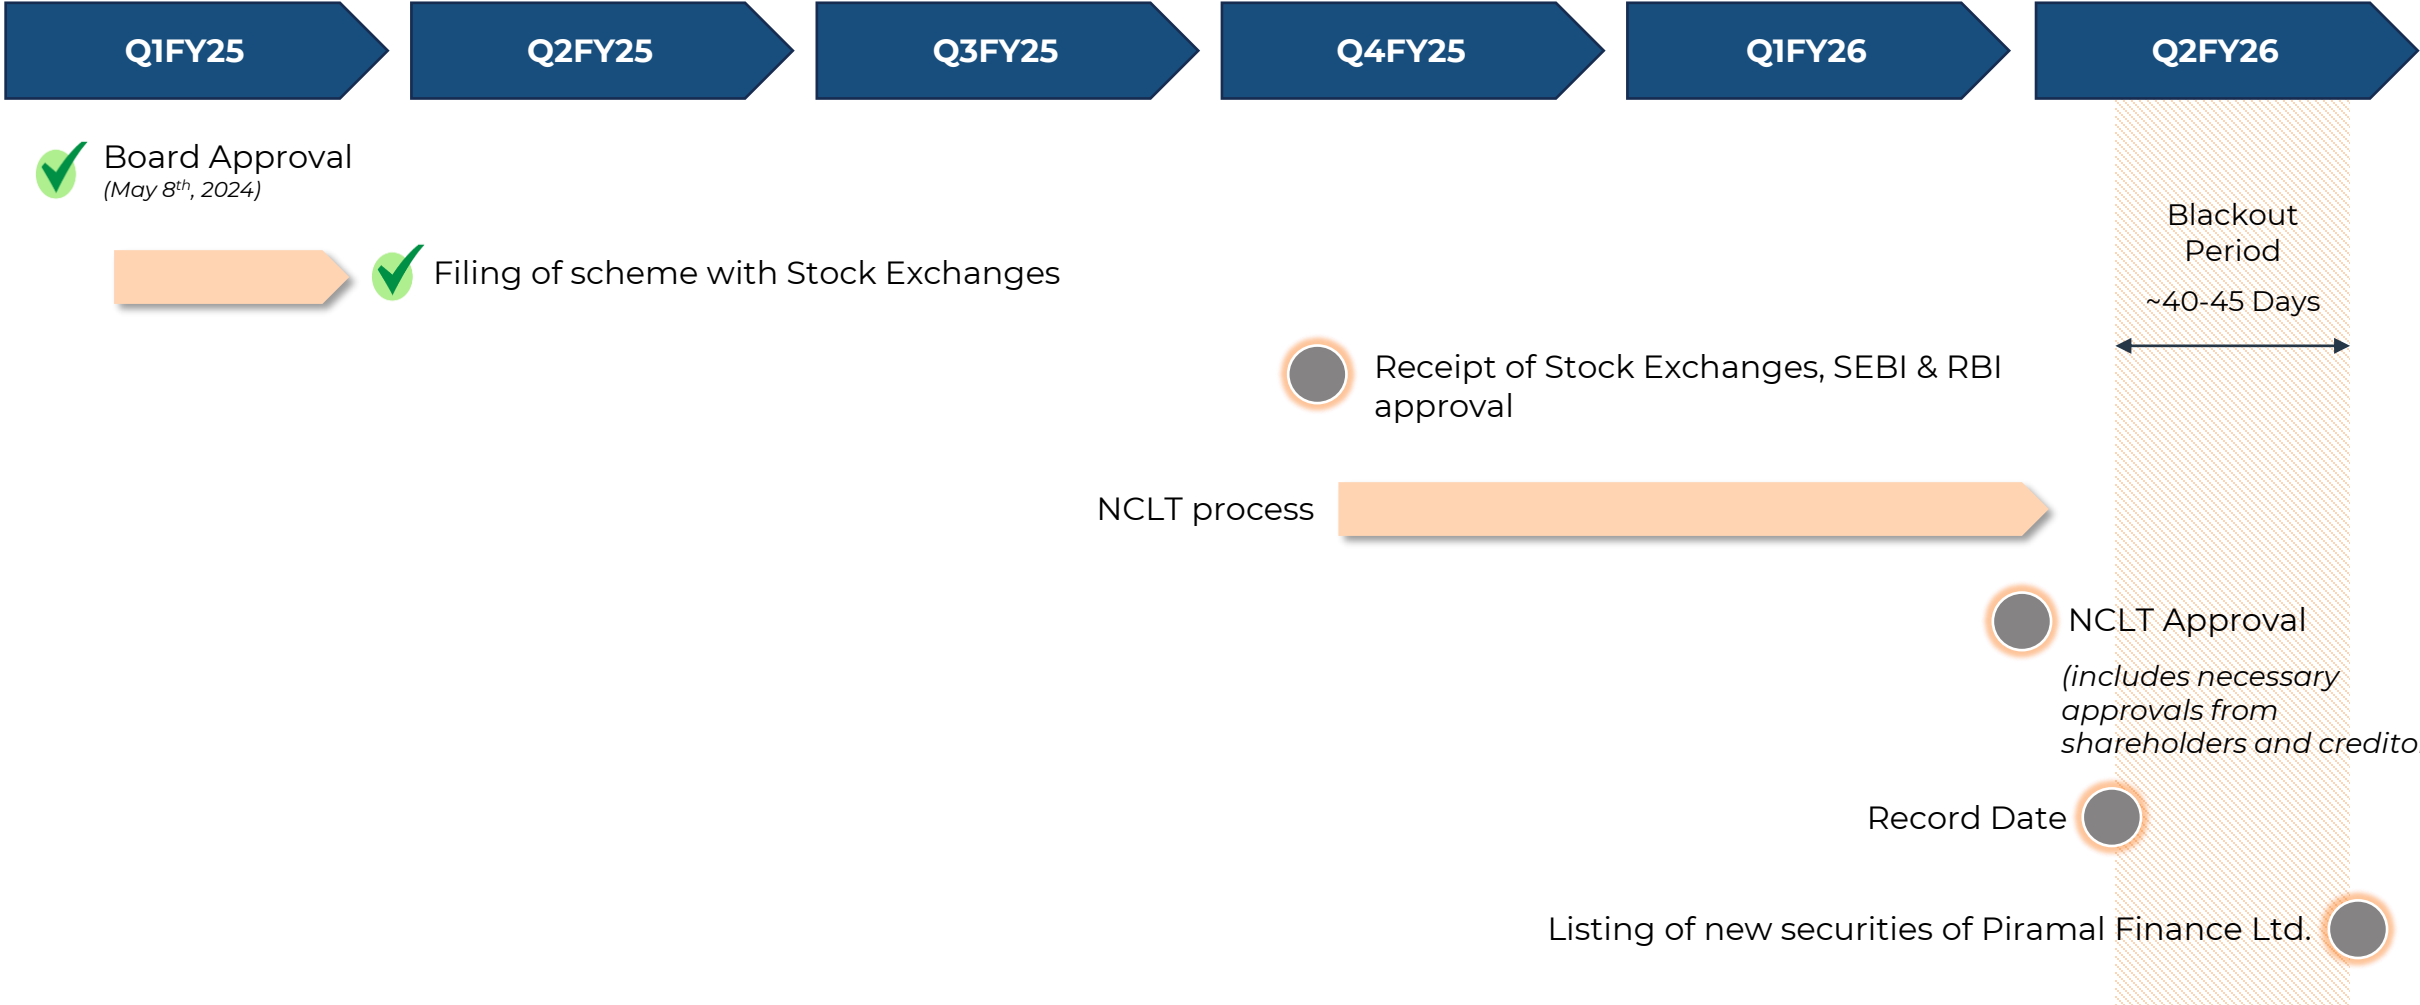 Q1FY25
Q2FY25
Q3FY25
Q4FY25
Q1FY26
Q2FY26
Board Approval
(May 8th, 2024)
Filing of scheme with Stock Exchanges
Blackout
Period
~40-45 Days
Receipt of Stock Exchanges, SEBI & RBI
approval
NCLT process
NCLT Approval
(includes necessary
approvals from
shareholders and credito
Record Date
Listing of new securities of Piramal Finance Ltd.